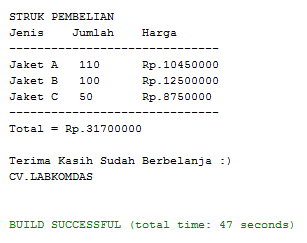 STRUK PEMBELIAN
Jenis    Jumlah    Harga
------------------------------
Jaket A   110      Rp.10450000
Jaket B   100      Rp.12500000
Jaket C   50       Rp.8750000
------------------------------
Total = Rp.31700000

Terima Kasih Sudah Berbelanja :)
CV.LABKOMDAS

BUILD SUCCESSFUL (total time: 47 seconds)